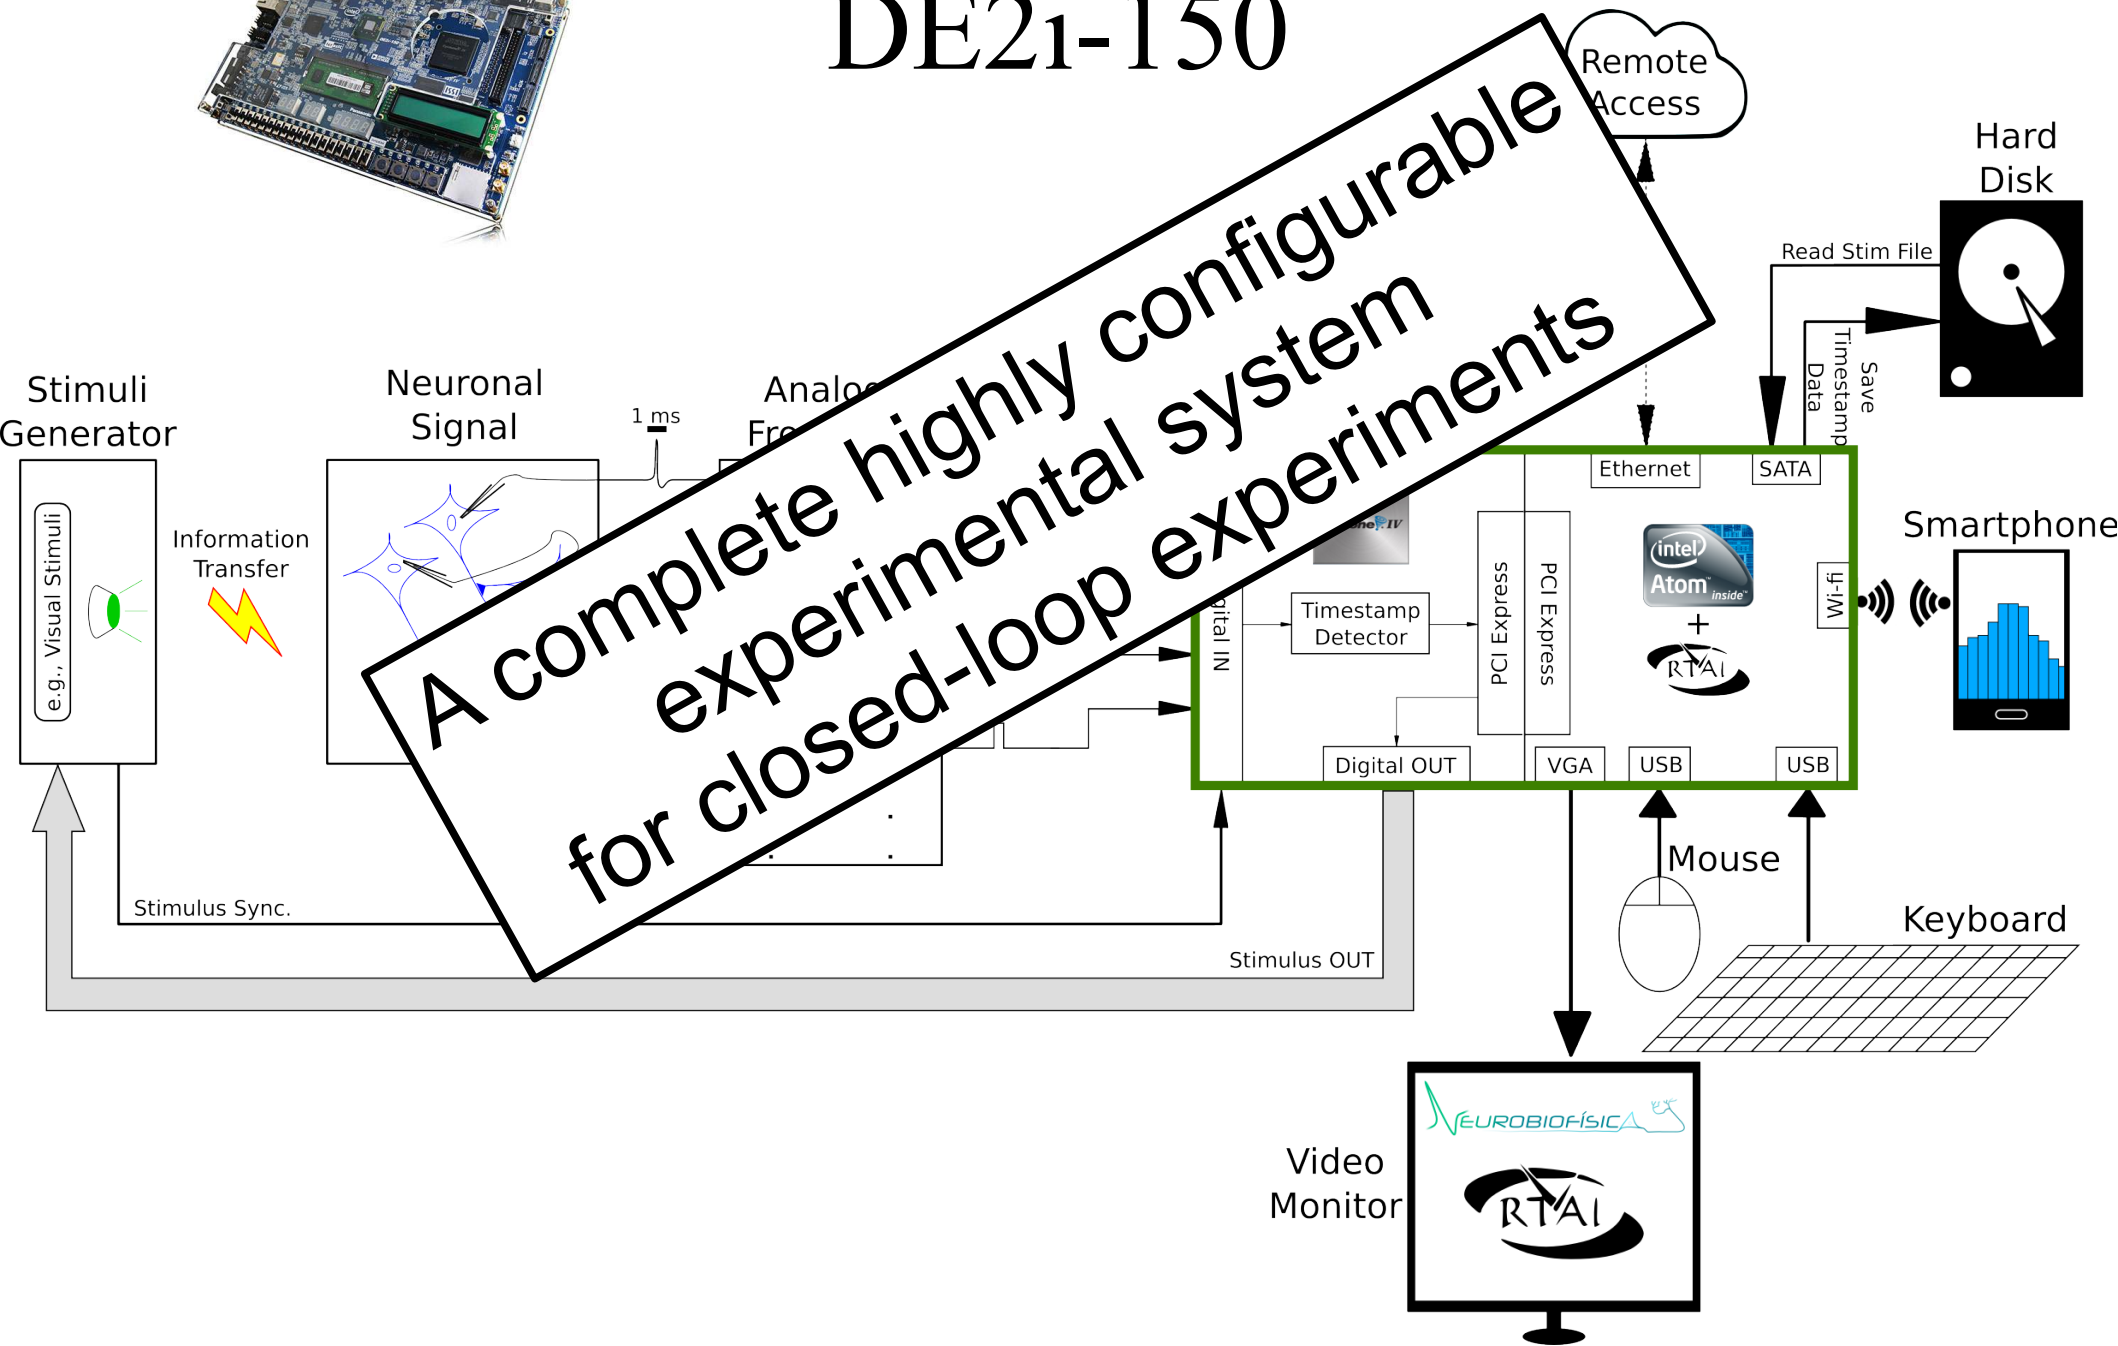 DE2i-150
Remote
Access
Hard
Disk
Read Stim File
Save
Timestamp
Data
A complete highly configurable
experimental system
for closed-loop experiments
Stimuli
Generator
Neuronal
Signal
1 ms
e.g., Visual Stimuli
Information
Transfer
Ethernet
SATA
IV
intel
Atom
inside
+
RTAI
Timestamp
Detector
PCI Express
PCI Express
IN
Wi-fi
Smartphone
Digital OUT
VGA
USB
USB
Mouse
Keyboard
Stimulus Sync.
Stimulus OUT
Video
Monitor
NEUROBIOFÍSICA
RTAI